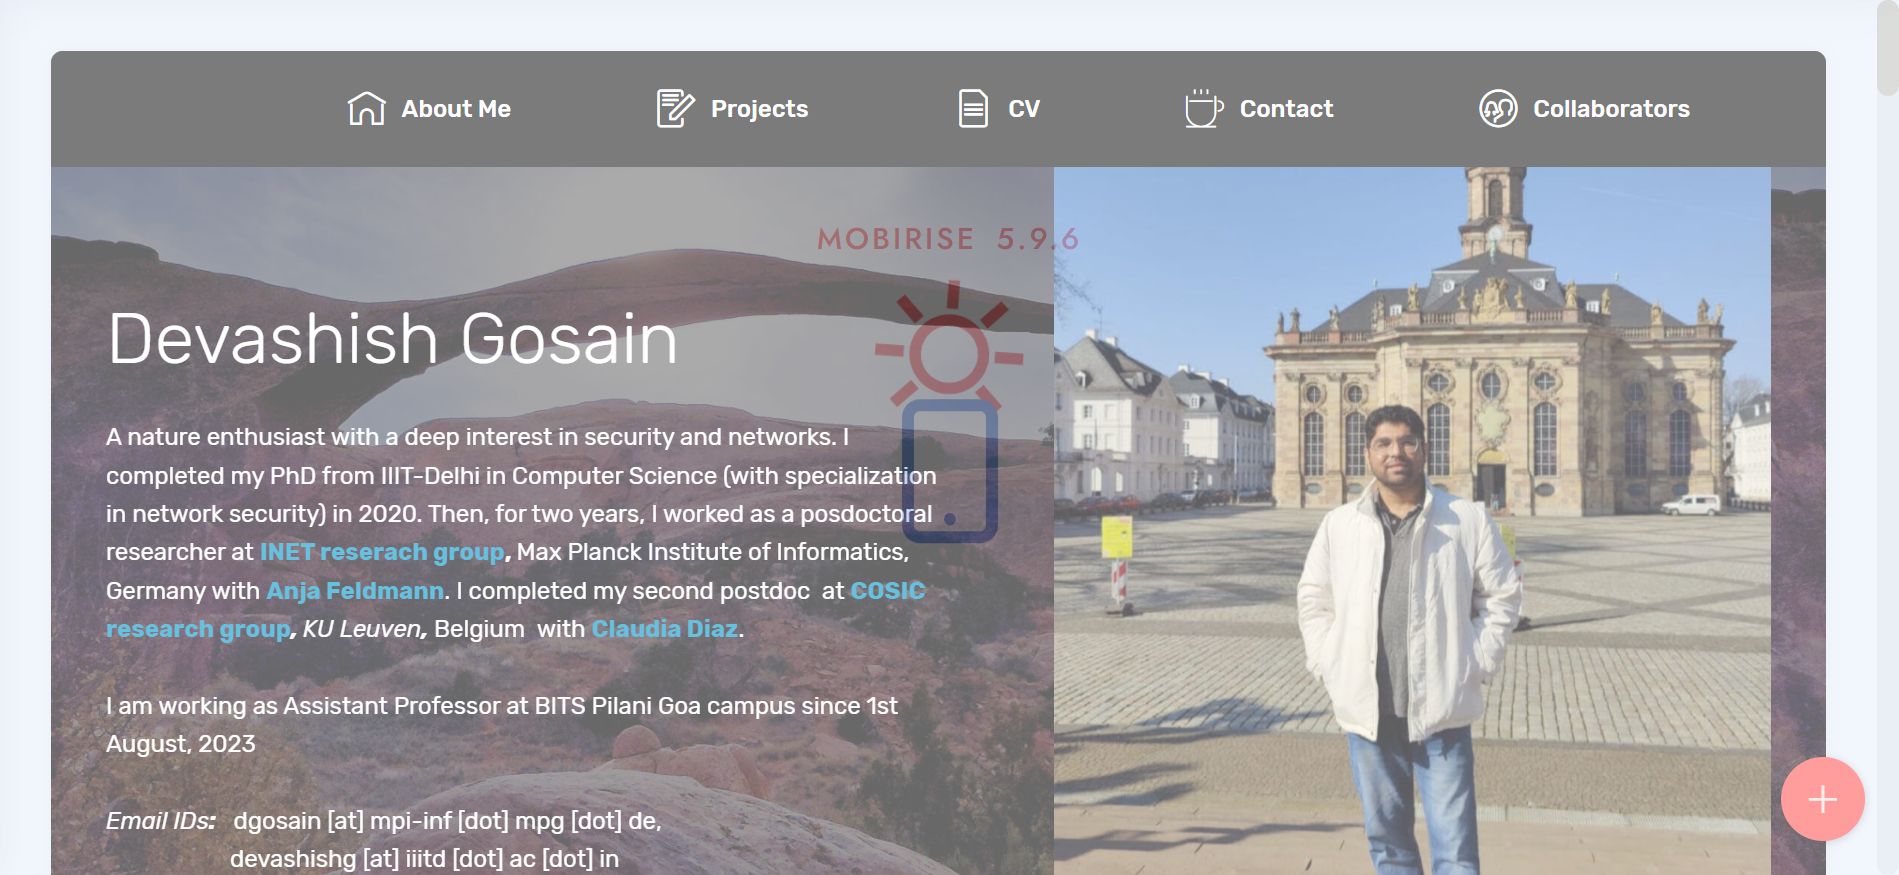 About Me
Projects
CV
Contact
Collaborators
MOBIRISE 5.9.6
Devashish Gosain
A nature enthusiast with a deep interest in security and networks. I
completed my PhD from IIIT-Delhi in Computer Science (with specialization
in network security) in 2020. Then, for two years, I worked as a posdoctoral
researcher at INET reserach group, Max Planck Institute of Informatics,
Germany with Anja Feldmann. I completed my second postdoc at COSIC
research group, KU Leuven, Belgium with Claudia Diaz.
I am working as Assistant Professor at BITS Pilani Goa campus since 1st
August, 2023
Email IDs: dgosain [at] mpi-inf [dot] mpg [dot] de,
devashishg [at] iiitd [dot] ac [dot] in